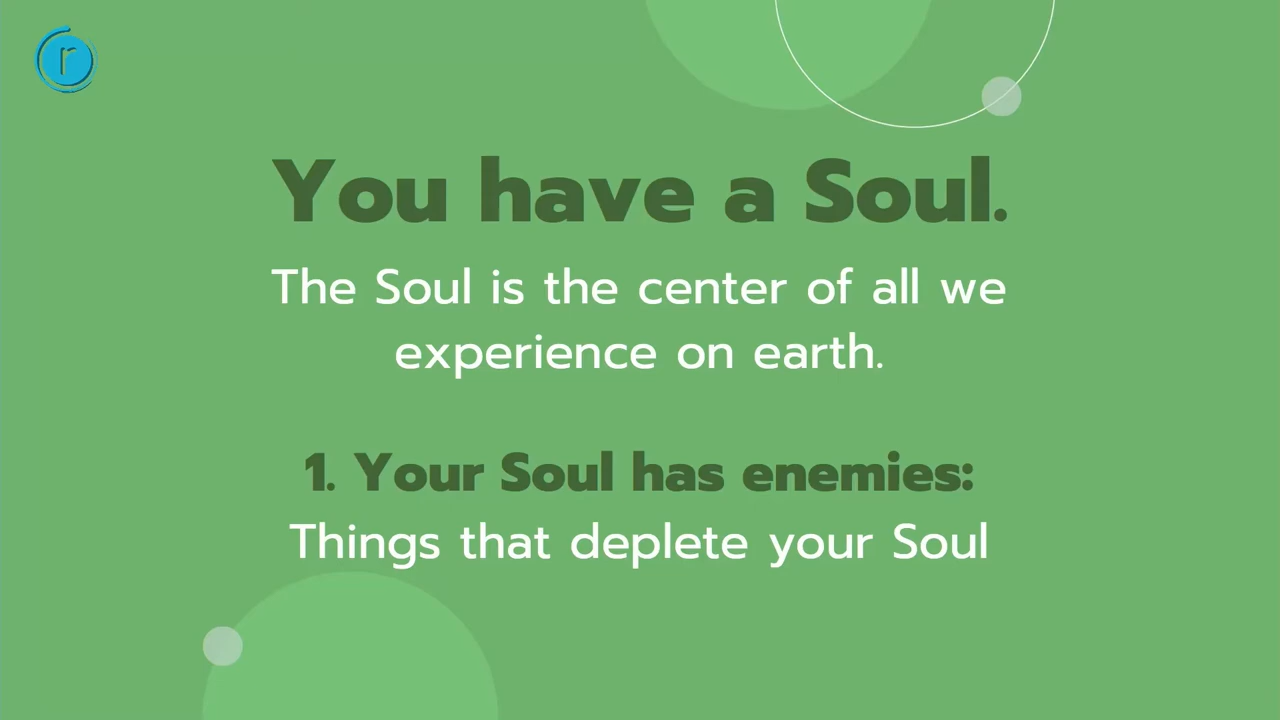 r
You have a Soul.
The Soul is the center of all we
experience on earth.
1. Your Soul has enemies:
Things that deplete your Soul